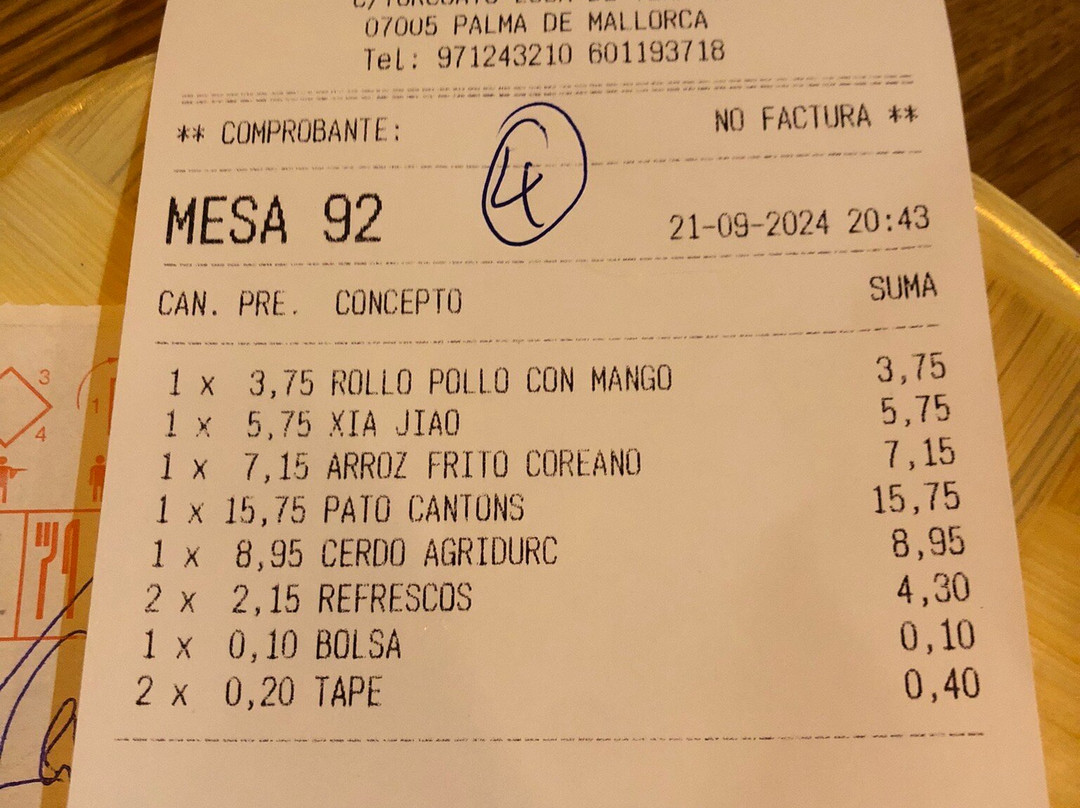 07005 PALMA DE MALLORCA
Tel: 971243210 601193718
** COMPROBANTE: NO FACTURA **
4
MESA 92 21-09-2024 20:43
CAN. PRE. CONCEPTO SUMA
1 x 3,75 ROLLO POLLO CON MANGO 3,75
1 x 5,75 XIA JIAO 5,75
1 x 7,15 ARROZ FRITO COREANO 7,15
1 x 15,75 PATO CANTONS 15,75
1 x 8,95 CERDO AGRIDURC 8,95
2 x 2,15 REFRESCOS 4,30
1 x 0,10 BOLSA 0,10
2 x 0,20 TAPE 0,40
3
4
1